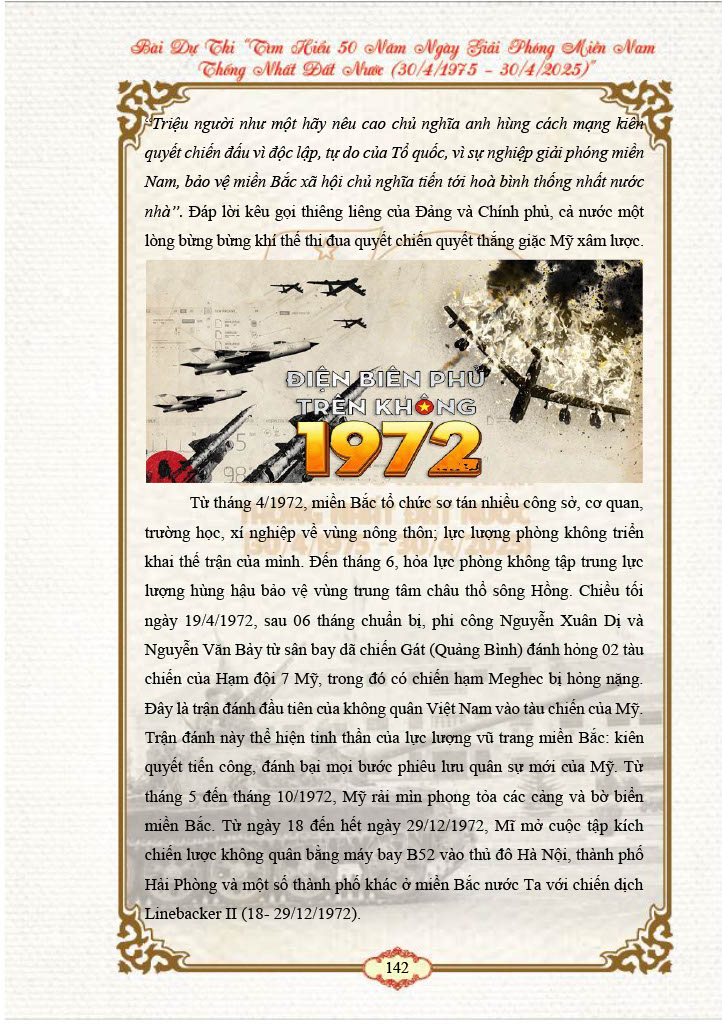 Bài Dự Thi “Tìm Hiểu 50 Năm Ngày Giải Phóng Miền Nam
Thống Nhất Đất Nước (30/4/1975 – 30/4/2025)”
“Triệu người như một hãy nêu cao chủ nghĩa anh hùng cách mạng kiên
quyết chiến đấu vì độc lập, tự do của Tổ quốc, vì sự nghiệp giải phóng miền
Nam, bảo vệ miền Bắc xã hội chủ nghĩa tiến tới hoà bình thống nhất nước
nhà”. Đáp lời kêu gọi thiêng liêng của Đảng và Chính phủ, cả nước một
lòng bừng bừng khí thế thi đua quyết chiến quyết thắng giặc Mỹ xâm lược.
ĐIỆN BIÊN PHỦ
TRÊN KHÔNG
1972
Từ tháng 4/1972, miền Bắc tổ chức sơ tán nhiều công sở, cơ quan,
trường học, xí nghiệp về vùng nông thôn; lực lượng phòng không triển
khai thế trận của mình. Đến tháng 6, hỏa lực phòng không tập trung lực
lượng hùng hậu bảo vệ vùng trung tâm châu thổ sông Hồng. Chiều tối
ngày 19/4/1972, sau 06 tháng chuẩn bị, phi công Nguyễn Xuân Dị và
Nguyễn Văn Bảy từ sân bay dã chiến Gát (Quảng Bình) đánh hỏng 02 tàu
chiến của Hạm đội 7 Mỹ, trong đó có chiến hạm Meghec bị hỏng nặng.
Đây là trận đánh đầu tiên của không quân Việt Nam vào tàu chiến của Mỹ.
Trận đánh này thể hiện tinh thần của lực lượng vũ trang miền Bắc: kiên
quyết tiến công, đánh bại mọi bước phiêu lưu quân sự mới của Mỹ. Từ
tháng 5 đến tháng 10/1972, Mỹ rải mìn phong tỏa các cảng và bờ biển
miền Bắc. Từ ngày 18 đến hết ngày 29/12/1972, Mĩ mở cuộc tập kích
chiến lược không quân bằng máy bay B52 vào thủ đô Hà Nội, thành phố
Hải Phòng và một số thành phố khác ở miền Bắc nước Ta với chiến dịch
Linebacker II (18- 29/12/1972).
142